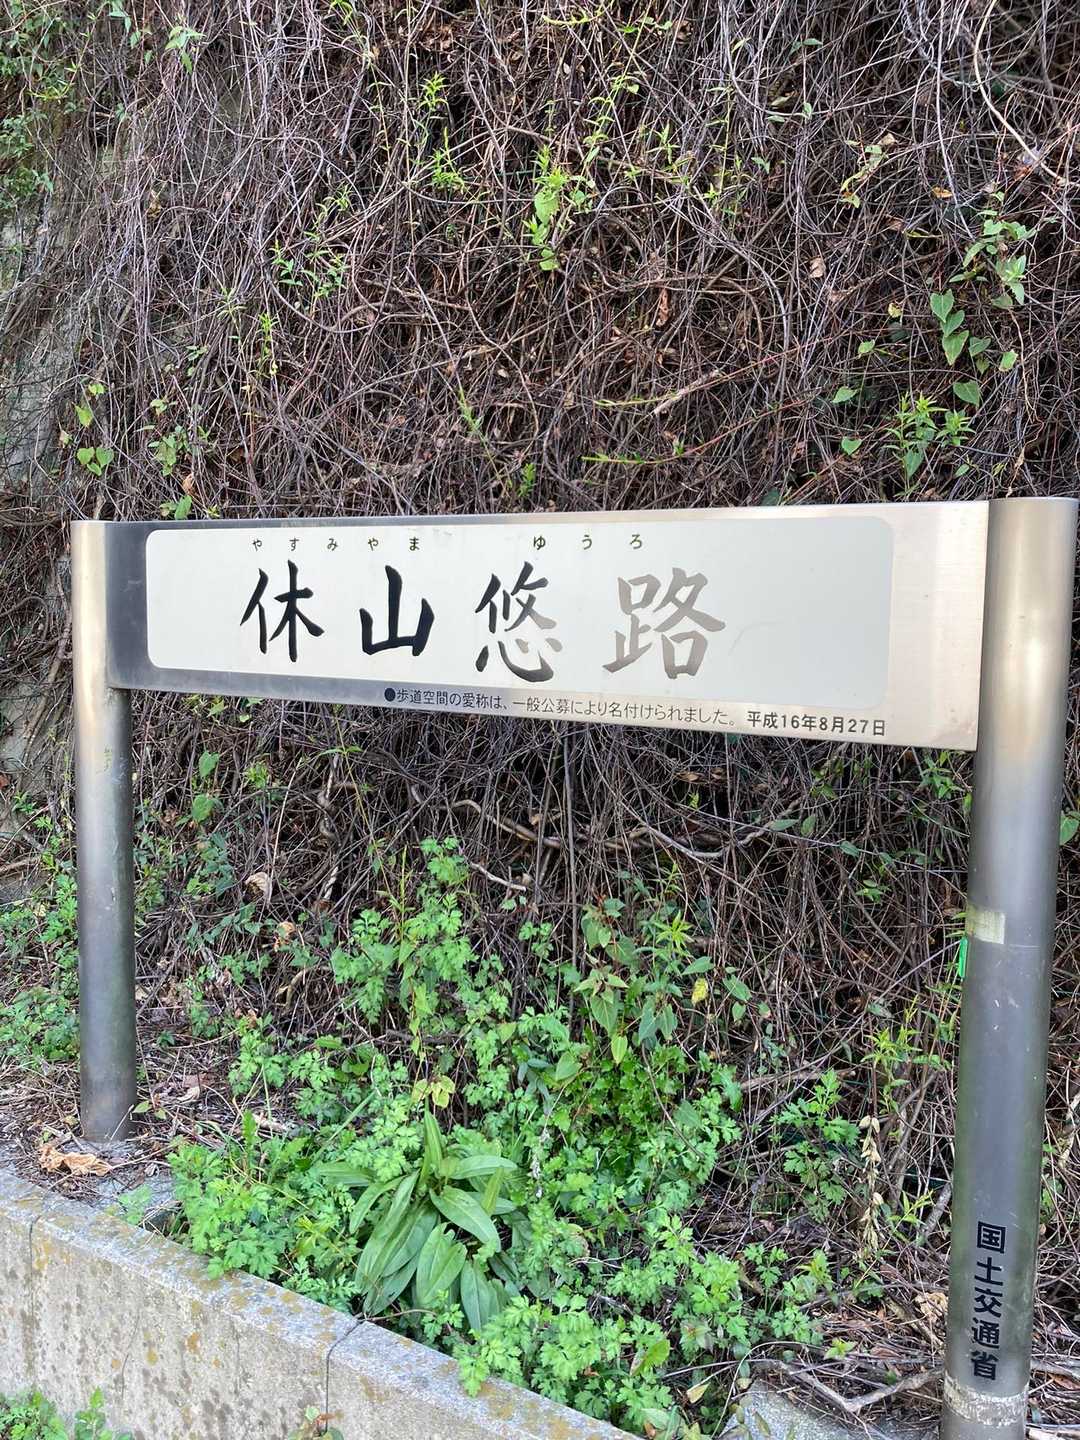 やすみやま ゆうろ
休山悠路
●歩道空間の愛称は、一般公募により名付けられました。平成16年8月27日
国土交通省